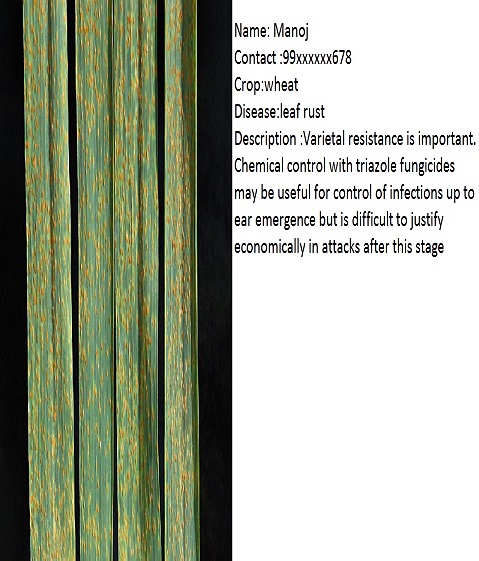 Name: Manoj
Contact :99xxxxxx678
Crop:wheat
Disease:leaf rust
Description :Varietal resistance is important.
Chemical control with triazole fungicides
may be useful for control of infections up to
ear emergence but is difficult to justify
economically in attacks after this stage